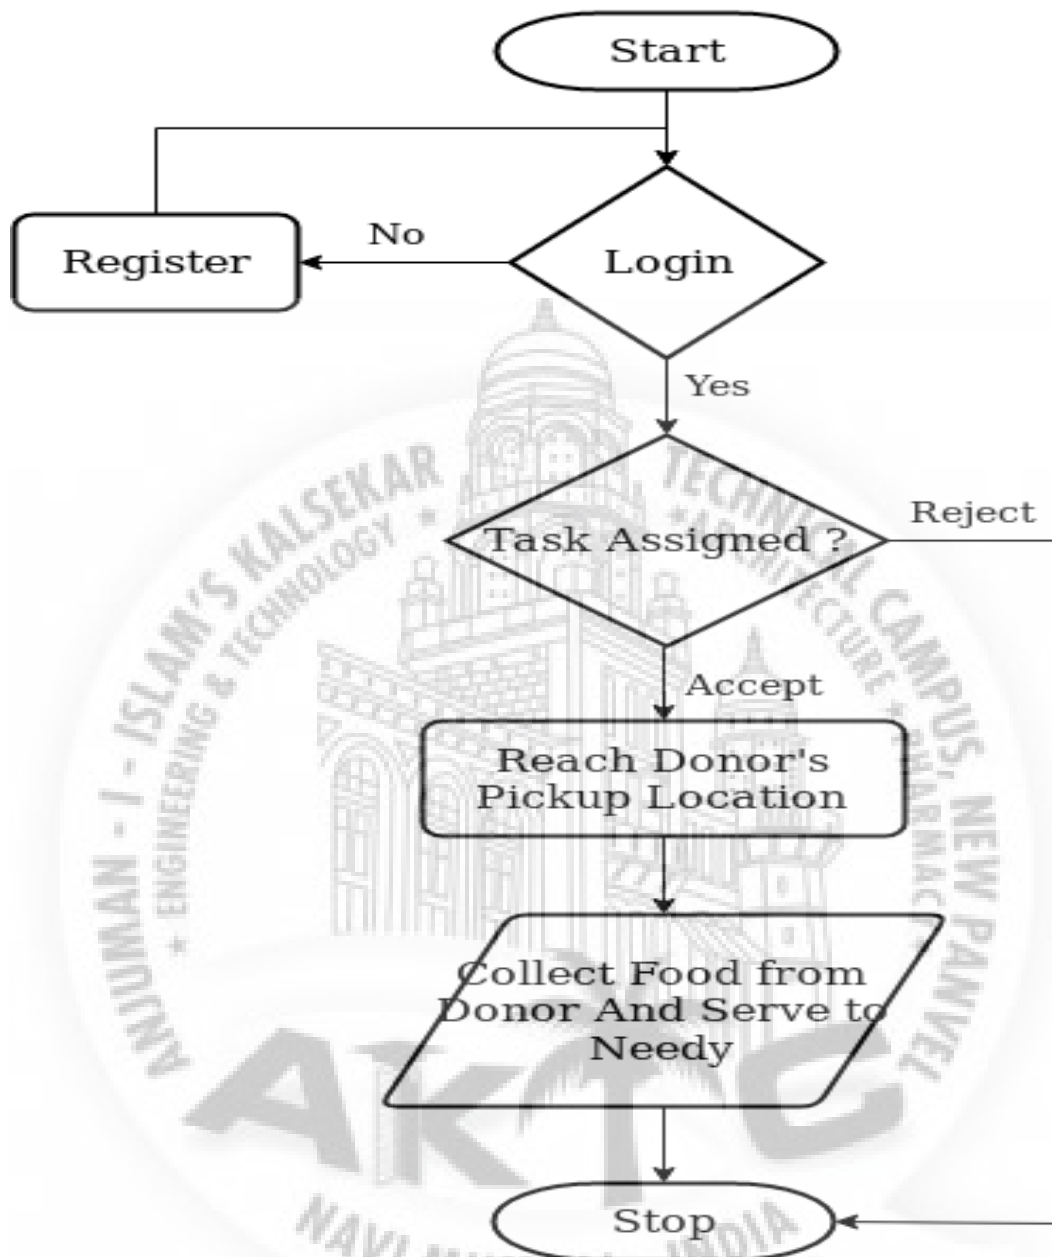 Start
No
Register
Login
Yes
Reject
Task Assigned ?
Accept
Reach Donor's
Pickup Location
Collect Food from
Donor And Serve to
Needy
Stop
ANJUMAN - I - ISLAM'S KALSEKAR TECHNICAL CAMPUS, NEW PANVEL
* ENGINEERING & TECHNOLOGY * * ARCHITECTURE * PHARMAC
AKTC
NAVI INDIA